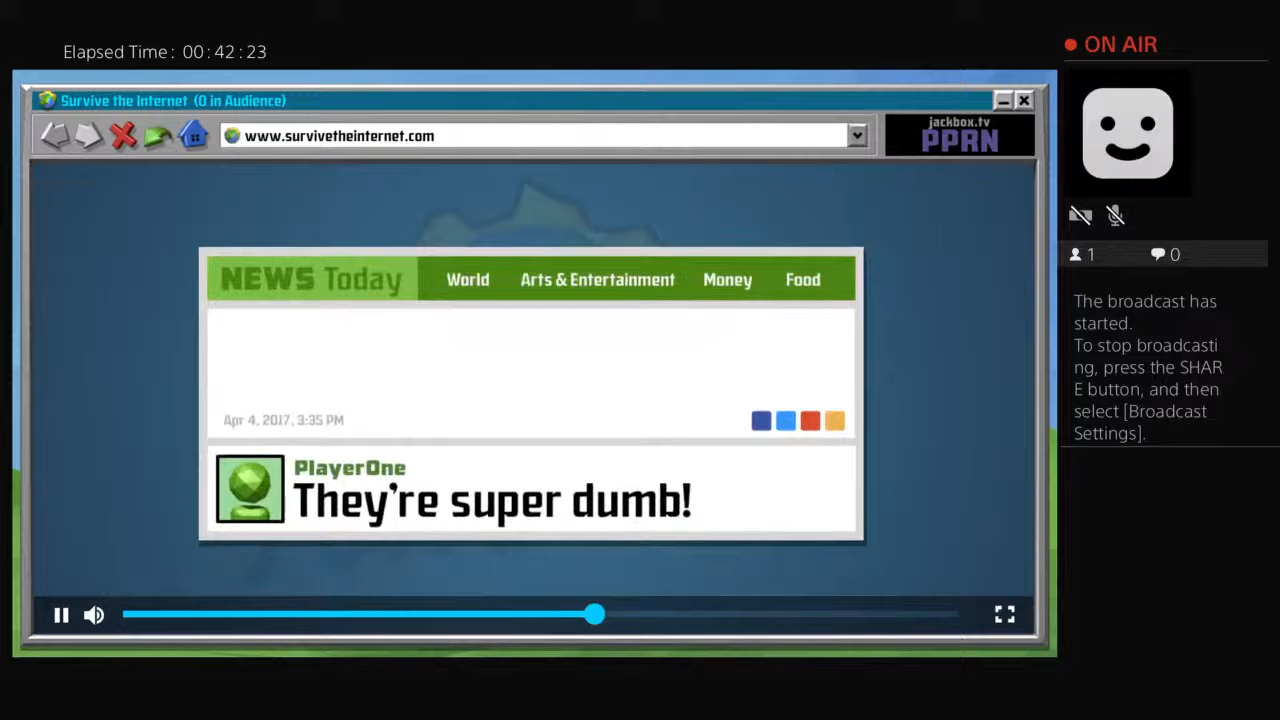 Elapsed Time: 00:42:23
ON AIR
Survive the Internet (0 in Audience)
www.survivetheinternet.com
jackbox.tv
PPRN
NEWS Today World Arts & Entertainment Money Food
Apr 4, 2017, 3:35 PM
PlayerOne
They're super dumb!
1 0
The broadcast has
started.
To stop broadcasti
ng, press the SHAR
E button, and then
select [Broadcast
Settings].